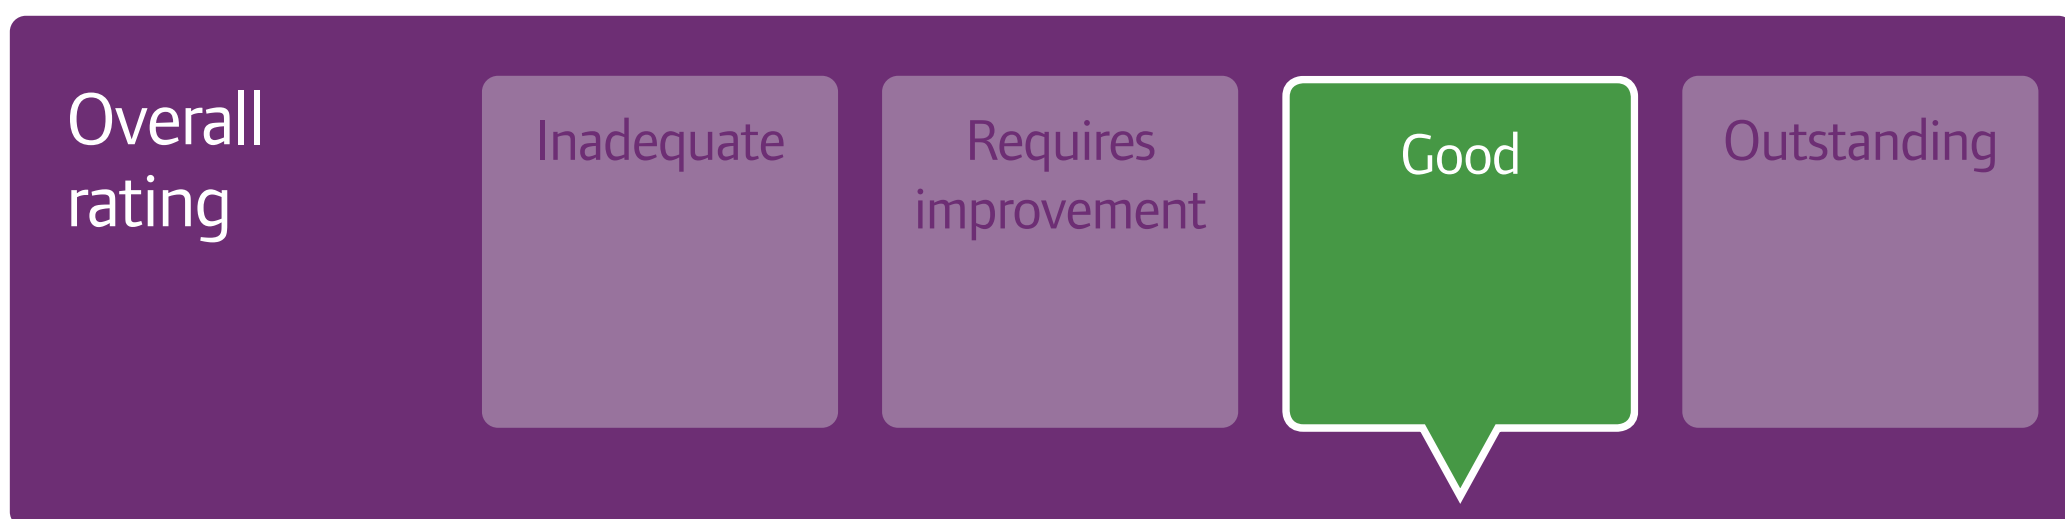 Overall
rating
Inadequate
Requires
improvement
Good
Outstanding